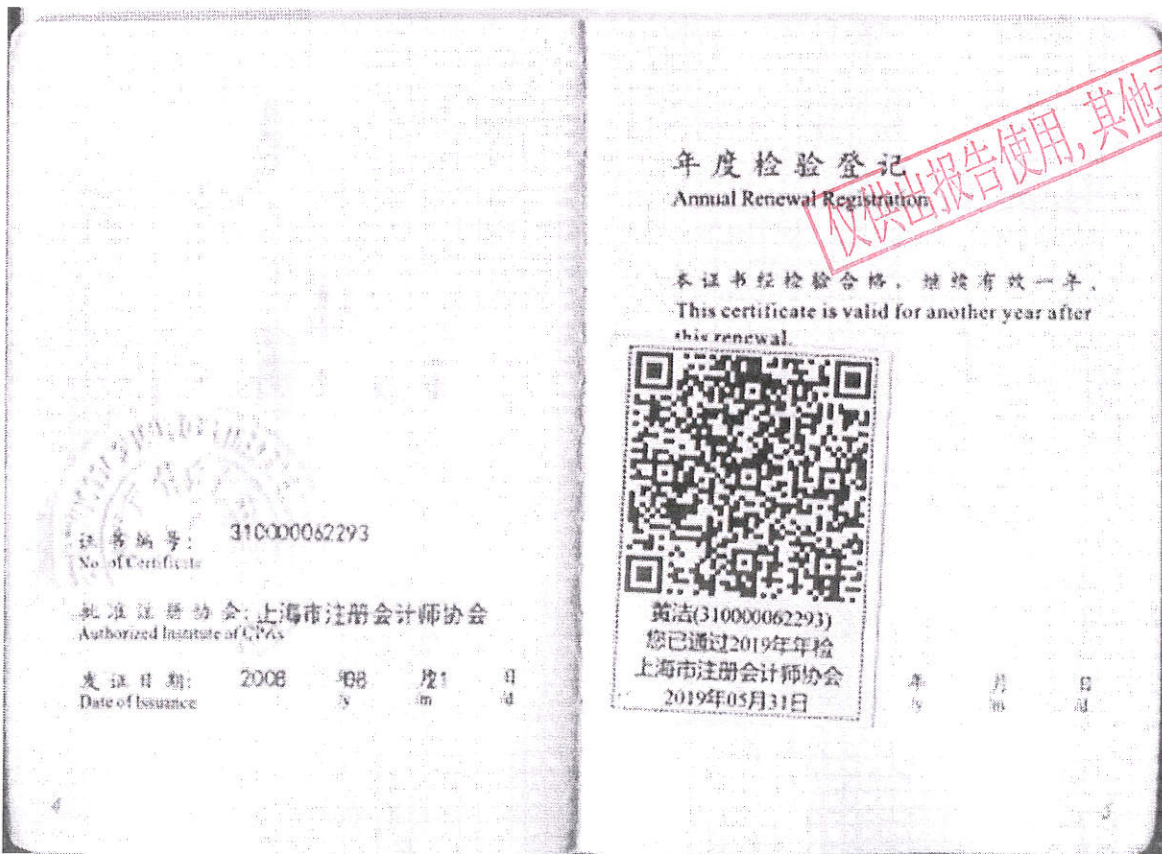 证书编号: 310000062293
No. of Certificate
批准注册协会: 上海市注册会计师协会
Authorized Institute of CPAs
发证日期: 2008 年08 月21 日
Date of Issuance /y /m /d
4
年度检验登记
Annual Renewal Registration
仅供出报告使用,其他
本证书经检验合格,继续有效一年。
This certificate is valid for another year after
this renewal.
黄洁(310000062293)
您已通过2019年年检
上海市注册会计师协会
2019年05月31日
年 月 日
/y /m /d
5